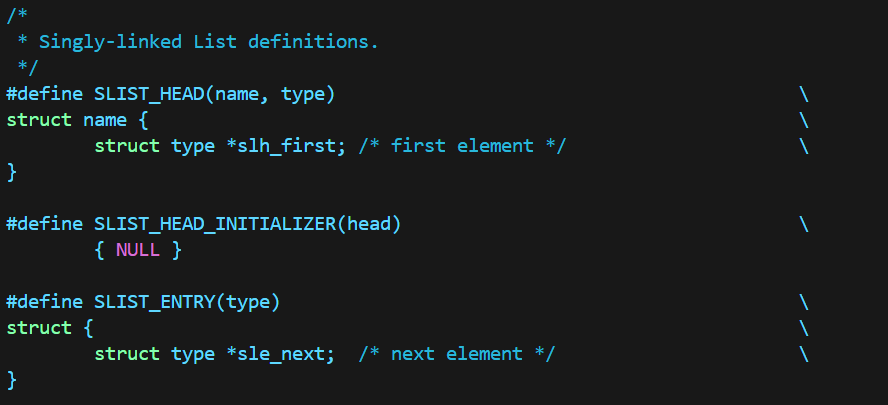 /*
 * Singly-linked List definitions.
 */
#define SLIST_HEAD(name, type)                                          \
struct name {                                                           \
        struct type *slh_first; /* first element */                     \
}

#define SLIST_HEAD_INITIALIZER(head)                                    \
        { NULL }

#define SLIST_ENTRY(type)                                               \
struct {                                                                \
        struct type *sle_next;  /* next element */                      \
}